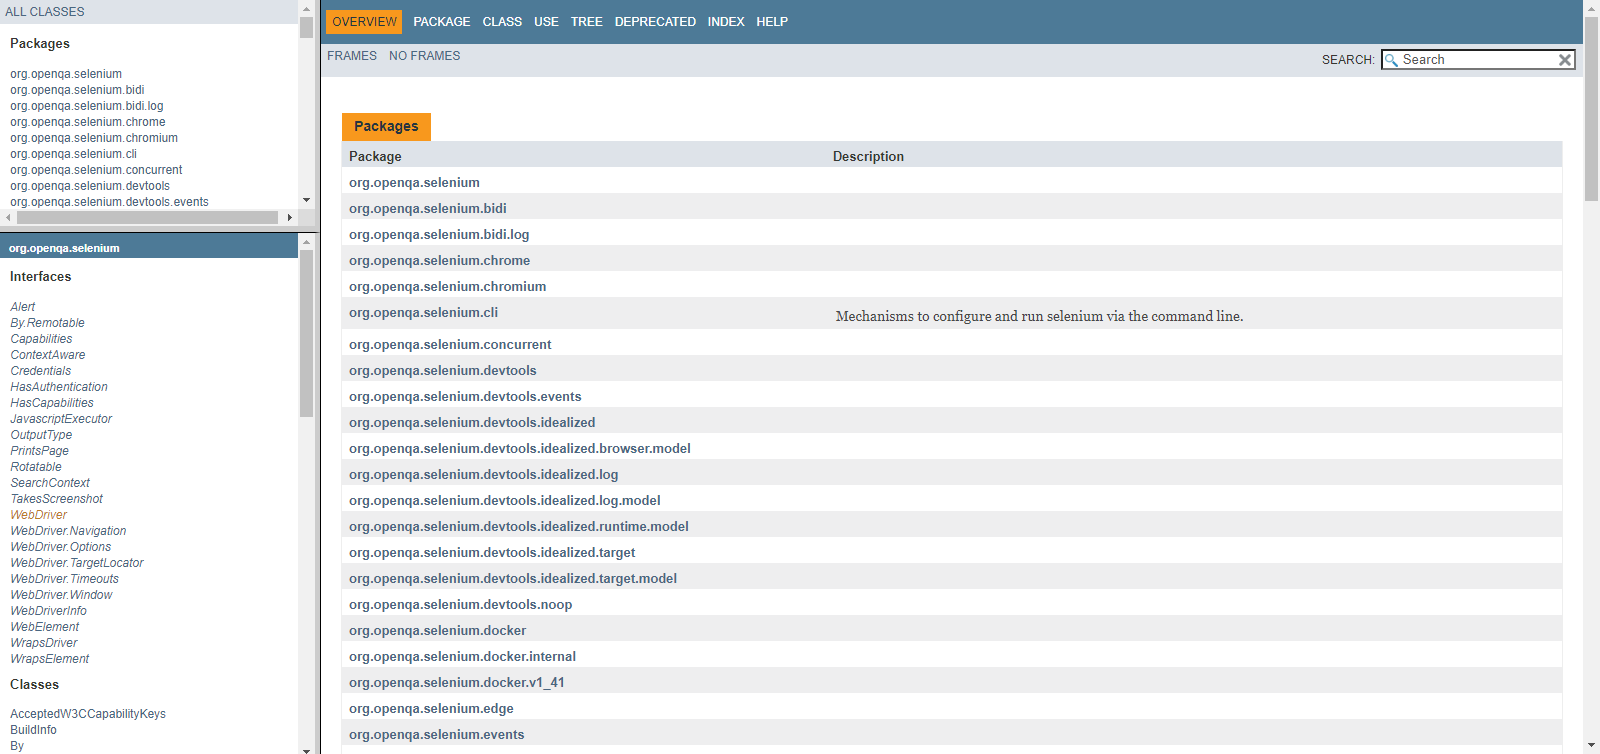 ALL CLASSES
Packages
org.openqa.selenium
org.openqa.selenium.bidi
org.openqa.selenium.bidi.log
org.openqa.selenium.chrome
org.openqa.selenium.chromium
org.openqa.selenium.cli
org.openqa.selenium.concurrent
org.openqa.selenium.devtools
org.openqa.selenium.devtools.events
org.openqa.selenium
Interfaces
Alert
By.Remotable
Capabilities
ContextAware
Credentials
HasAuthentication
HasCapabilities
JavascriptExecutor
OutputType
PrintsPage
Rotatable
SearchContext
TakesScreenshot
WebDriver
WebDriver.Navigation
WebDriver.Options
WebDriver.TargetLocator
WebDriver.Timeouts
WebDriver.Window
WebDriverInfo
WebElement
WrapsDriver
WrapsElement
Classes
AcceptedW3CCapabilityKeys
BuildInfo
By
OVERVIEW PACKAGE CLASS USE TREE DEPRECATED INDEX HELP
FRAMES NO FRAMES SEARCH: Search
Packages
Package Description
org.openqa.selenium
org.openqa.selenium.bidi
org.openqa.selenium.bidi.log
org.openqa.selenium.chrome
org.openqa.selenium.chromium
org.openqa.selenium.cli Mechanisms to configure and run selenium via the command line.
org.openqa.selenium.concurrent
org.openqa.selenium.devtools
org.openqa.selenium.devtools.events
org.openqa.selenium.devtools.idealized
org.openqa.selenium.devtools.idealized.browser.model
org.openqa.selenium.devtools.idealized.log
org.openqa.selenium.devtools.idealized.log.model
org.openqa.selenium.devtools.idealized.runtime.model
org.openqa.selenium.devtools.idealized.target
org.openqa.selenium.devtools.idealized.target.model
org.openqa.selenium.devtools.noop
org.openqa.selenium.docker
org.openqa.selenium.docker.internal
org.openqa.selenium.docker.v1_41
org.openqa.selenium.edge
org.openqa.selenium.events